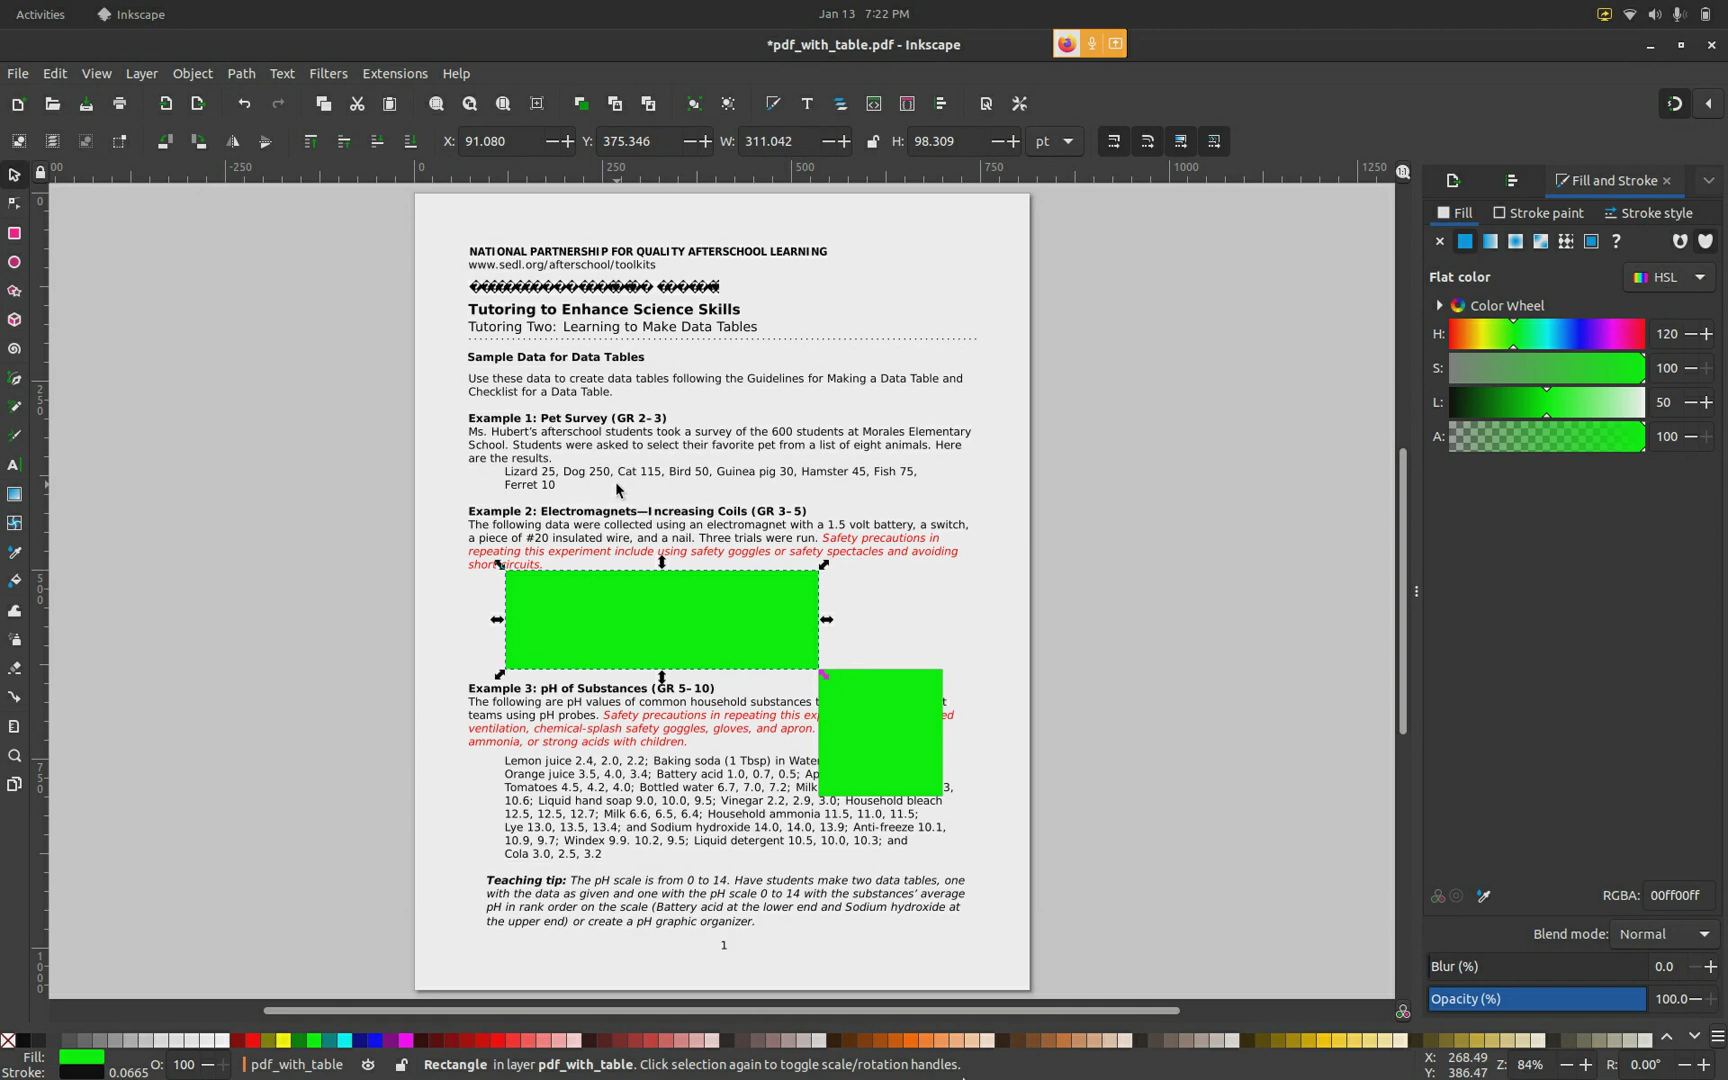 Activities
Inkscape
Jan 13 7:22 PM
*pdf_with_table.pdf - Inkscape
File Edit View Layer Object Path Text Filters Extensions Help
X: 91.080 Y: 375.346 W: 311.042 H: 98.309 pt
-250 0 250 500 750 1000 1250
Fill and Stroke
Fill Stroke paint Stroke style
NATIONAL PARTNERSHIP FOR QUALITY AFTERSCHOOL LEARNING
www.sedl.org/afterschool/toolkits
Tutoring to Enhance Science Skills
Tutoring Two: Learning to Make Data Tables
Sample Data for Data Tables
Use these data to create data tables following the Guidelines for Making a Data Table and
Checklist for a Data Table.
Example 1: Pet Survey (GR 2–3)
Ms. Hubert’s afterschool students took a survey of the 600 students at Morales Elementary
School. Students were asked to select their favorite pet from a list of eight animals. Here
are the results.
Lizard 25, Dog 250, Cat 115, Bird 50, Guinea pig 30, Hamster 45, Fish 75,
Ferret 10
Example 2: Electromagnets—Increasing Coils (GR 3–5)
The following data were collected using an electromagnet with a 1.5 volt battery, a switch,
a piece of #20 insulated wire, and a nail. Three trials were run. Safety precautions in
repeating this experiment include using safety goggles or safety spectacles and avoiding
short circuits.
Example 3: pH of Substances (GR 5–10)
The following are pH values of common household substances
teams using pH probes. Safety precautions in repeating this
ventilation, chemical-splash safety goggles, gloves, and apron.
ammonia, or strong acids with children.
Lemon juice 2.4, 2.0, 2.2; Baking soda (1 Tbsp) in
Orange juice 3.5, 4.0, 3.4; Battery acid 1.0, 0.7, 0.5;
Tomatoes 4.5, 4.2, 4.0; Bottled water 6.7, 7.0, 7.2; Milk 3,
10.6; Liquid hand soap 9.0, 10.0, 9.5; Vinegar 2.2, 2.9, 3.0; Household bleach
12.5, 12.5, 12.7; Milk 6.6, 6.5, 6.4; Household ammonia 11.5, 11.0, 11.5;
Lye 13.0, 13.5, 13.4; and Sodium hydroxide 14.0, 14.0, 13.9; Anti-freeze 10.1,
10.9, 9.7; Windex 9.9. 10.2, 9.5; Liquid detergent 10.5, 10.0, 10.3; and
Cola 3.0, 2.5, 3.2
Teaching tip: The pH scale is from 0 to 14. Have students make two data tables, one
with the data as given and one with the pH scale 0 to 14 with the substances’ average
pH in rank order on the scale (Battery acid at the lower end and Sodium hydroxide at
the upper end) or create a pH graphic organizer.
1
Flat color HSL
Color Wheel
H: 120
S: 100
L: 50
A: 100
RGBA: 00ff00ff
Blend mode: Normal
Blur (%) 0.0
Opacity (%) 100.0
Fill:
Stroke: 0.0665
O: 100
pdf_with_table
Rectangle in layer pdf_with_table. Click selection again to toggle scale/rotation handles.
X: 268.49
Y: 386.47
Z: 84%
R: 0.00°